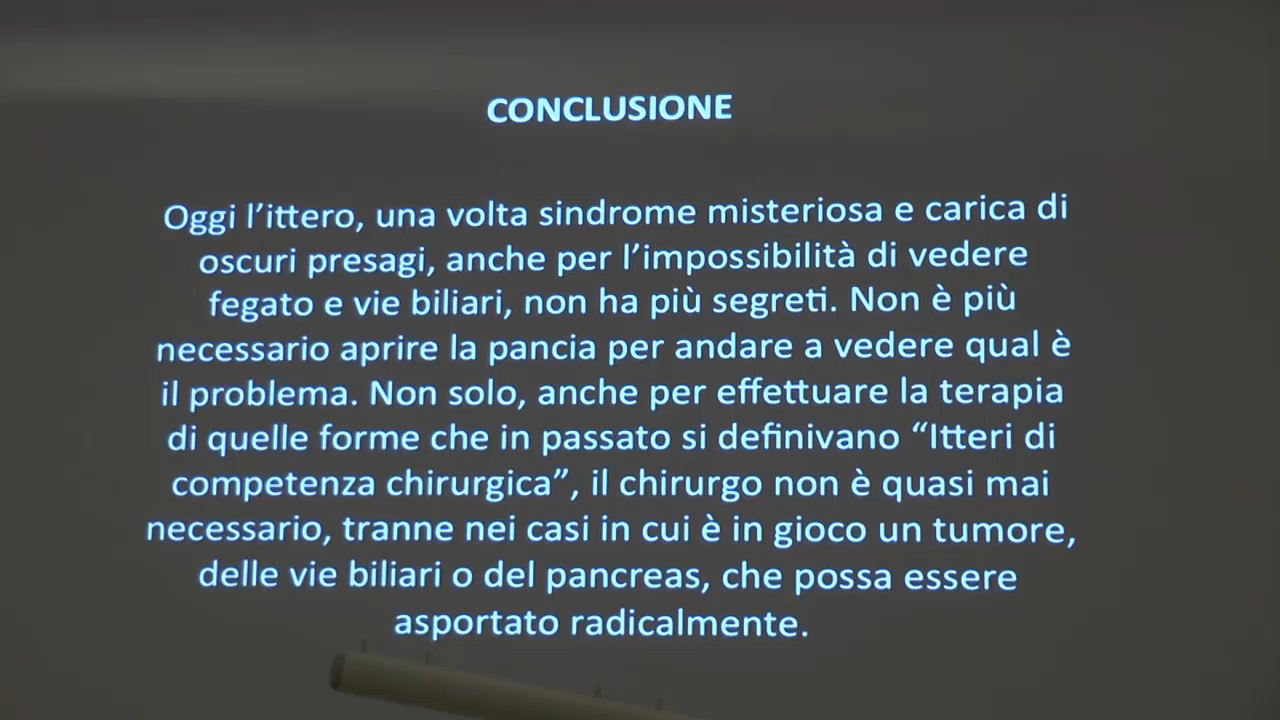 CONCLUSIONE
Oggi l’ittero, una volta sindrome misteriosa e carica di
oscuri presagi, anche per l’impossibilità di vedere
fegato e vie biliari, non ha più segreti. Non è più
necessario aprire la pancia per andare a vedere qual è
il problema. Non solo, anche per effettuare la terapia
di quelle forme che in passato si definivano “Itteri di
competenza chirurgica”, il chirurgo non è quasi mai
necessario, tranne nei casi in cui è in gioco un tumore,
delle vie biliari o del pancreas, che possa essere
asportato radicalmente.